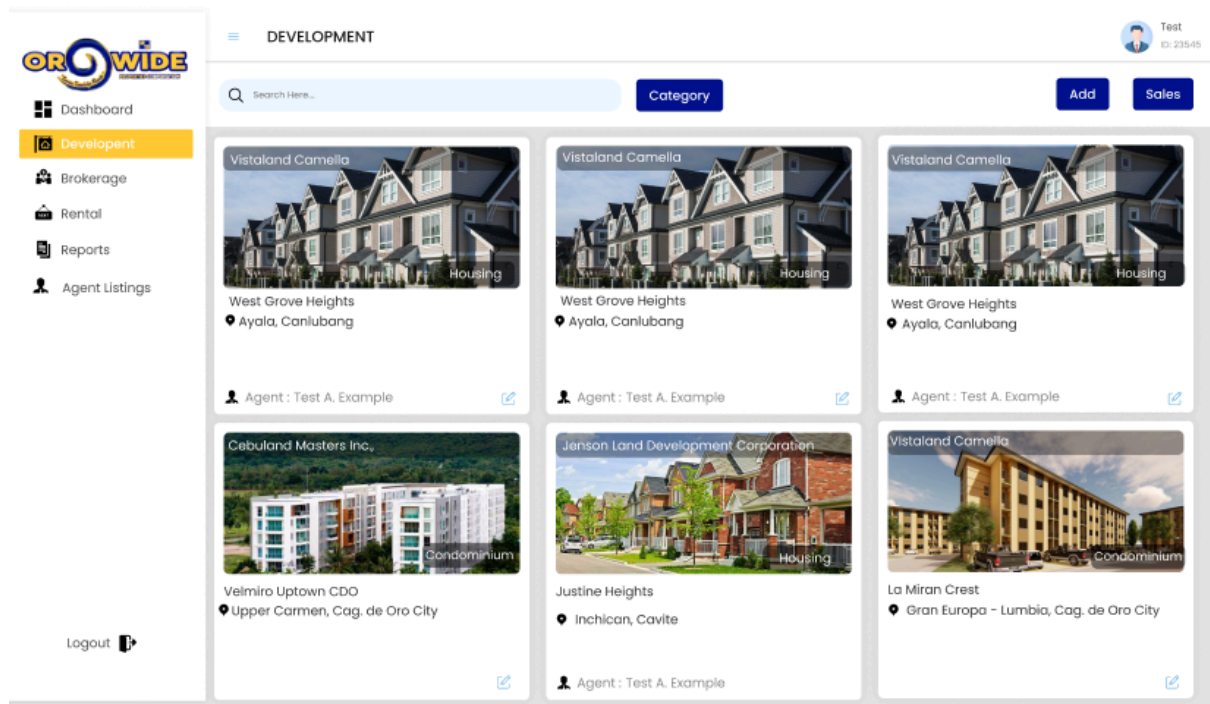 OROWIDE
Dashboard
Developent
Brokerage
Rental
Reports
Agent Listings
Logout
DEVELOPMENT
Test
ID: 23545
Search Here...
Category
Add
Sales
Vistaland Camella
Housing
West Grove Heights
Ayala, Canlubang
Agent : Test A. Example
Vistaland Camella
Housing
West Grove Heights
Ayala, Canlubang
Agent : Test A. Example
Vistaland Camella
Housing
West Grove Heights
Ayala, Canlubang
Agent : Test A. Example
Cebuland Masters Inc.,
Condominium
Velmiro Uptown CDO
Upper Carmen, Cag. de Oro City
Jenson Land Development Corporation
Housing
Justine Heights
Inchican, Cavite
Agent : Test A. Example
Vistaland Camella
Condominium
La Miran Crest
Gran Europa - Lumbia, Cag. de Oro City